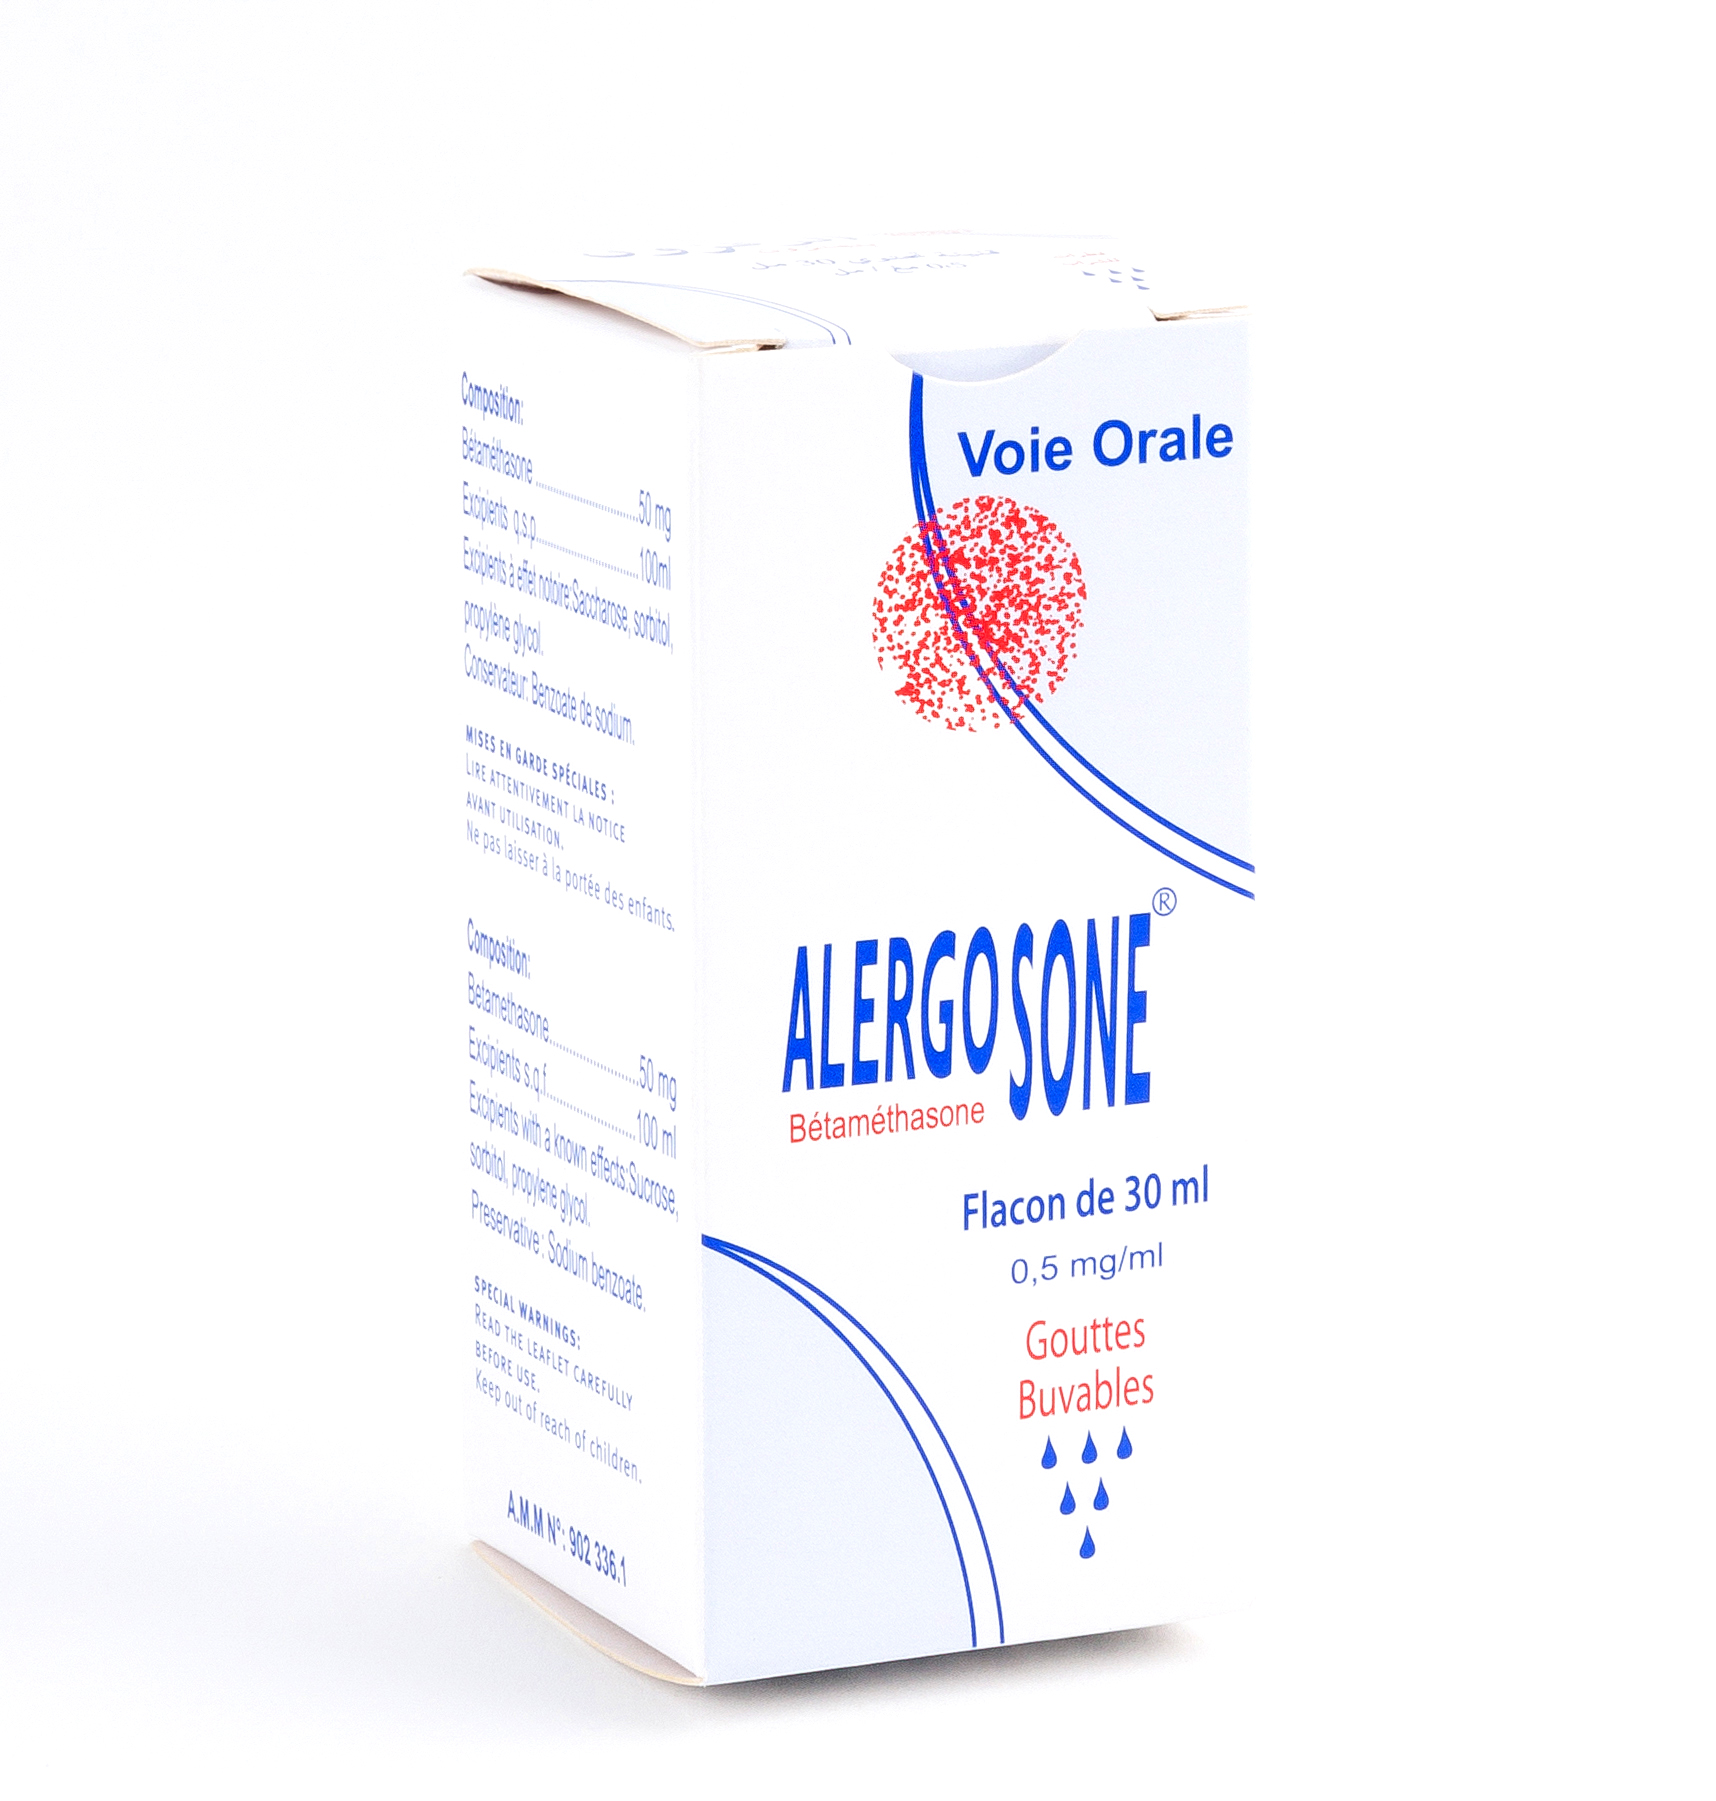 Voie Orale
ALERGOSONE®
Bétaméthasone
Flacon de 30 ml
0,5 mg/ml
Gouttes
Buvables
Composition:
Bétaméthasone..........................50 mg
Excipients q.s.p..........................100ml
Excipients à effet notoire:Saccharose, sorbitol,
propylène glycol.
Conservateur: Benzoate de sodium.
MISES EN GARDE SPÉCIALES :
LIRE ATTENTIVEMENT LA NOTICE
AVANT UTILISATION.
Ne pas laisser à la portée des enfants.
Composition:
Betamethasone..........................50 mg
Excipients s.q.f..........................100 ml
Excipients with a known effects:Sucrose,
sorbitol, propylene glycol.
Preservative : Sodium benzoate.
SPECIAL WARNINGS:
READ THE LEAFLET CAREFULLY
BEFORE USE.
Keep out of reach of children.
A.M.M N°: 902 336.1